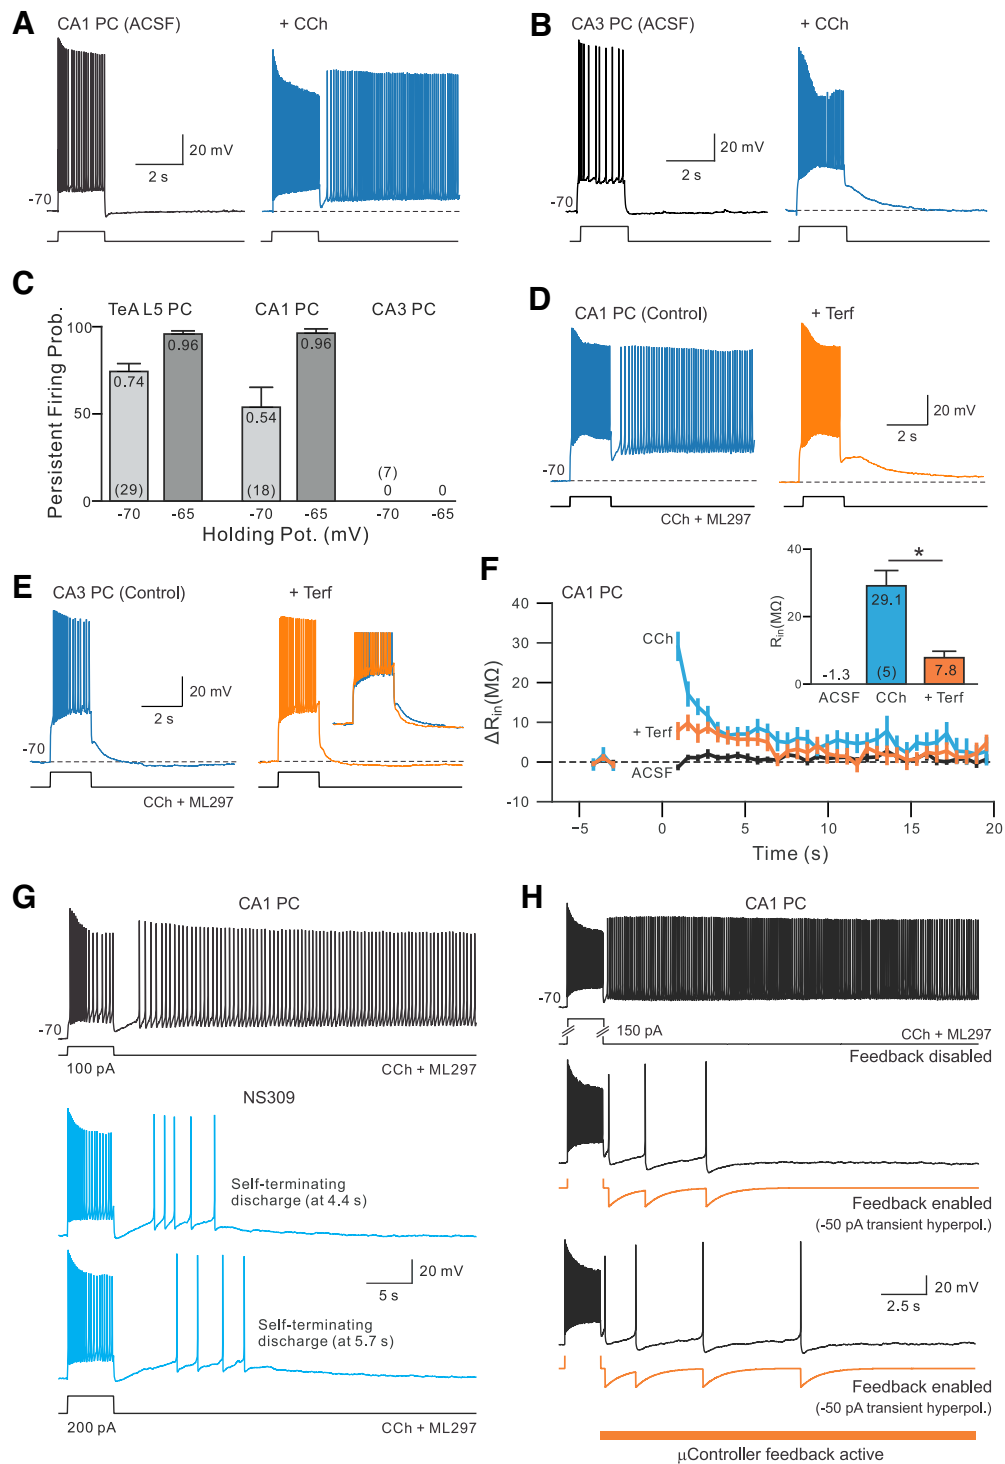 A
CA1 PC (ACSF)
+ CCh
-70
20 mV
2 s
B
CA3 PC (ACSF)
+ CCh
-70
20 mV
2 s
C
TeA L5 PC
CA1 PC
CA3 PC
Persistent Firing Prob.
100
50
0
0.74
0.96
0.54
0.96
(29)
(18)
(7)
0
0
-70
-65
-70
-65
-70
-65
Holding Pot. (mV)
D
CA1 PC (Control)
+ Terf
-70
20 mV
2 s
CCh + ML297
E
CA3 PC (Control)
+ Terf
-70
20 mV
2 s
CCh + ML297
F
CA1 PC
ΔRin(MΩ)
40
30
20
10
0
-10
CCh
+ Terf
ACSF
−5
0
5
10
15
20
Time (s)
Rin(MΩ)
40
20
0
*
-1.3
29.1
(5)
7.8
ACSF
CCh
+ Terf
G
CA1 PC
-70
100 pA
CCh + ML297
NS309
Self-terminating
discharge (at 4.4 s)
20 mV
5 s
Self-terminating
discharge (at 5.7 s)
200 pA
CCh + ML297
H
CA1 PC
-70
150 pA
CCh + ML297
Feedback disabled
Feedback enabled
(-50 pA transient hyperpol.)
20 mV
2.5 s
Feedback enabled
(-50 pA transient hyperpol.)
μController feedback active